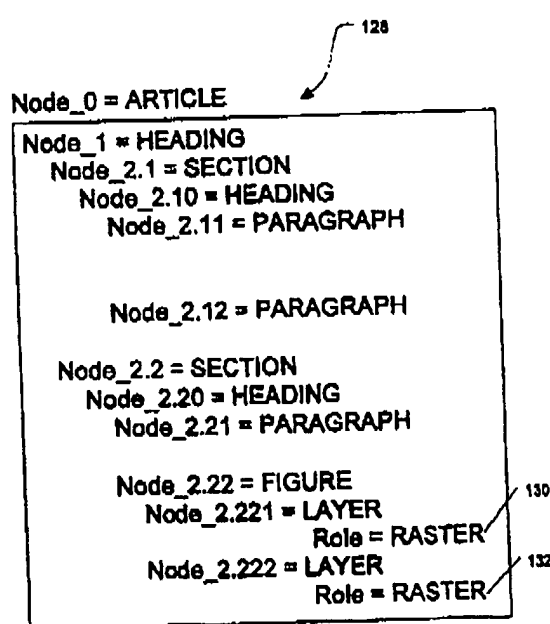 128
Node_0 = ARTICLE
Node_1 = HEADING
Node_2.1 = SECTION
Node_2.10 = HEADING
Node_2.11 = PARAGRAPH
Node_2.12 = PARAGRAPH
Node_2.2 = SECTION
Node_2.20 = HEADING
Node_2.21 = PARAGRAPH
Node_2.22 = FIGURE
Node_2.221 = LAYER
130
Role = RASTER
Node_2.222 = LAYER
132
Role = RASTER